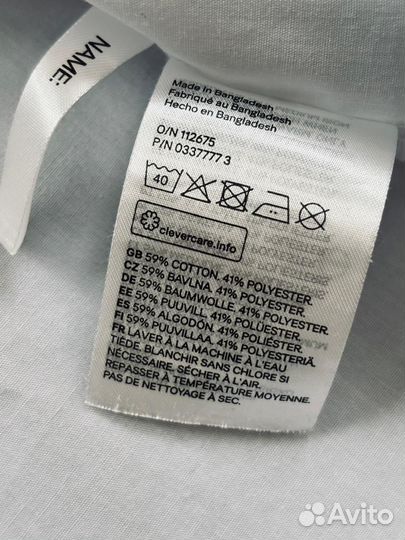 NAME:
Made in Bangladesh
Fabriqué au Bangladesh
Hecho en Bangladesh
O/N 112675
P/N 0337777 3
40
clevercare.info
GB 59% COTTON. 41% POLYESTER.
CZ 59% BAVLNA. 41% POLYESTER.
DE 59% BAUMWOLLE. 41% POLYESTER.
EE 59% PUUVILL. 41% POLÜESTER.
ES 59% ALGODÓN. 41% POLIÉSTER.
FI 59% PUUVILLAA. 41% POLYESTERIÄ.
FR LAVER A LA MACHINE À L'EAU
TIÈDE. BLANCHIR SANS CHLORE SI
NÉCESSAIRE. SÉCHER À L'AIR.
REPASSER À TEMPÉRATURE MOYENNE.
PAS DE NETTOYAGE À SEC.
Avito